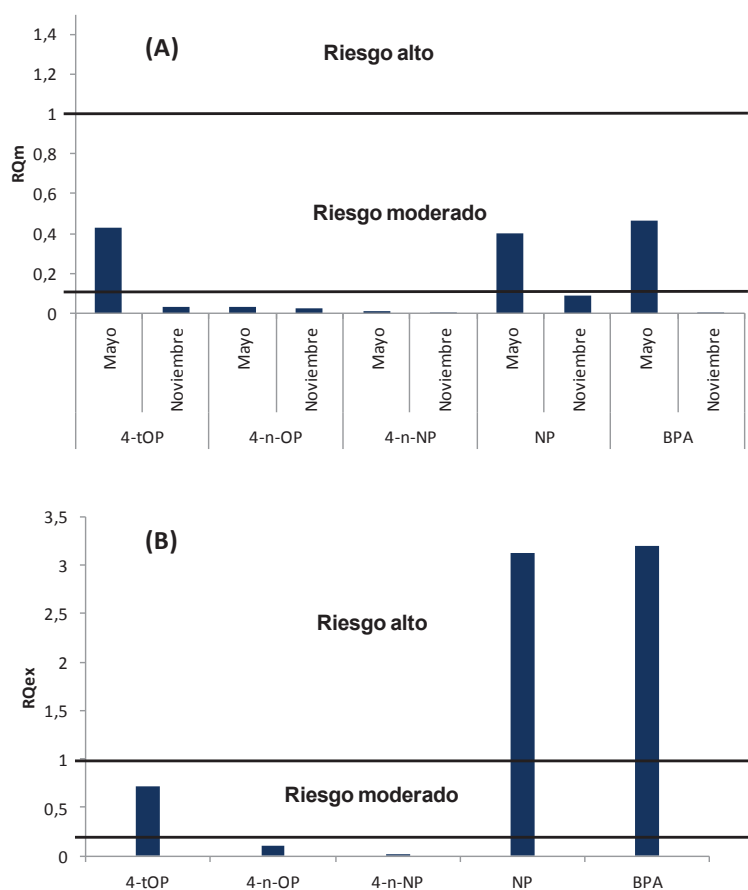 1,4
(A)
Riesgo alto
1,2
1
0,8
RQm
0,6
Riesgo moderado
0,4
0,2
0
Mayo
Noviembre
Mayo
Noviembre
Mayo
Noviembre
Mayo
Noviembre
Mayo
Noviembre
4-tOP 4-n-OP 4-n-NP NP BPA
3,5
(B)
3
2,5
Riesgo alto
2
RQex
1,5
1
Riesgo moderado
0,5
0
4-tOP 4-n-OP 4-n-NP NP BPA